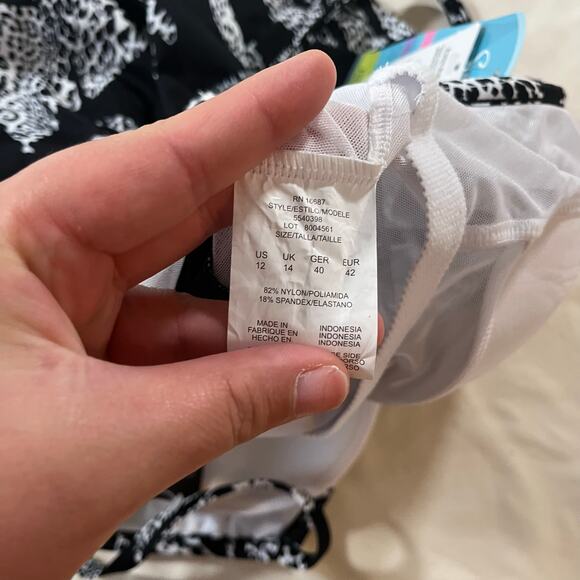 RN 16687
STYLE/ESTILO/MODELE
5540398
LOT 8004561
SIZE/TALLA/TAILLE
US UK GER EUR
12 14 40 42
82% NYLON/POLIAMIDA
18% SPANDEX/ELASTANO
MADE IN INDONESIA
FABRIQUE EN INDONESIA
HECHO EN INDONESIA
SIDE